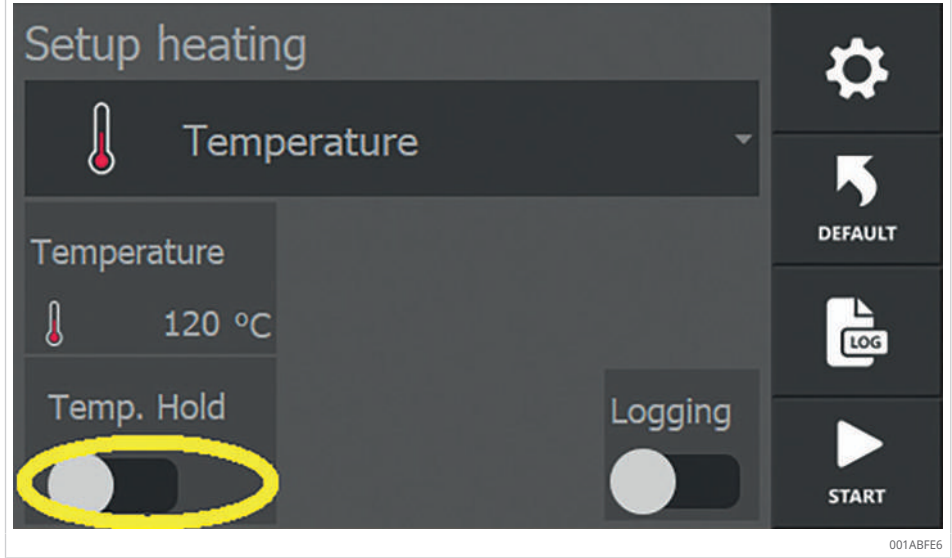 Setup heating
Temperature
DEFAULT
Temperature
120 °C
LOG
Temp. Hold
Logging
START
001ABFE6